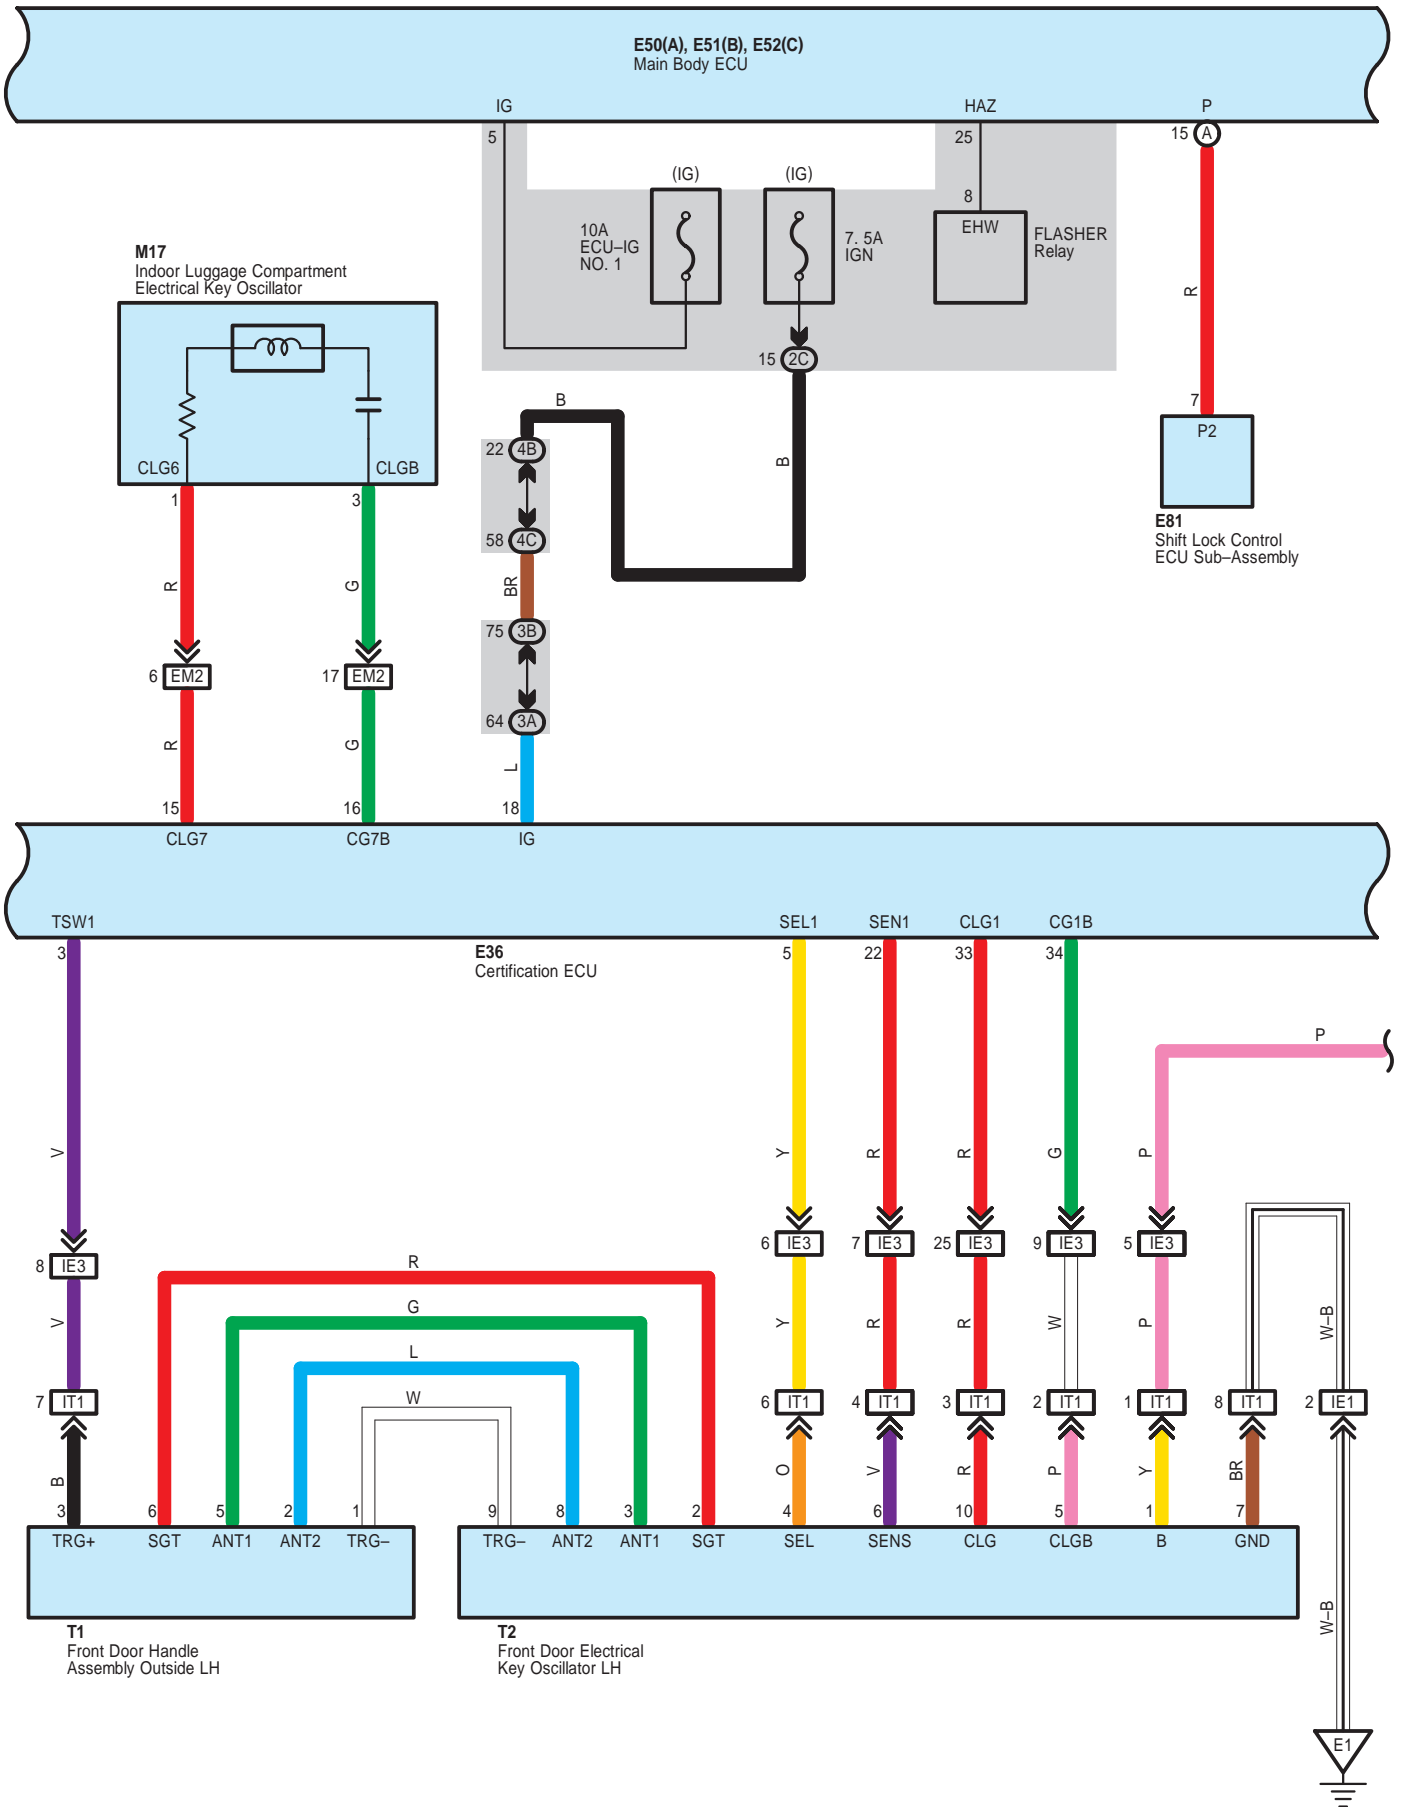 E50(A), E51(B), E52(C)
Main Body ECU
IG
HAZ
P
5
25
15
A
(IG)
(IG)
8
10A
ECU–IG
NO. 1
7. 5A
IGN
EHW
FLASHER
Relay
M17
Indoor Luggage Compartment
Electrical Key Oscillator
R
15
2C
CLG6
CLGB
B
B
7
P2
22
4B
1
3
E81
Shift Lock Control
ECU Sub–Assembly
58
4C
R
G
BR
75
3B
6
EM2
17
EM2
64
3A
R
G
L
15
16
18
CLG7
CG7B
IG
TSW1
SEL1
SEN1
CLG1
CG1B
3
E36
Certification ECU
5
22
33
34
P
V
Y
R
R
G
P
8
IE3
6
IE3
7
IE3
25
IE3
9
IE3
5
IE3
R
G
L
W
V
Y
R
R
W
P
W–B
7
IT1
6
IT1
4
IT1
3
IT1
2
IT1
1
IT1
8
IT1
2
IE1
B
O
V
R
P
Y
BR
3
6
5
2
1
9
8
3
2
4
6
10
5
1
7
TRG+
SGT
ANT1
ANT2
TRG–
TRG–
ANT2
ANT1
SGT
SEL
SENS
CLG
CLGB
B
GND
W–B
T1
Front Door Handle
Assembly Outside LH
T2
Front Door Electrical
Key Oscillator LH
E1